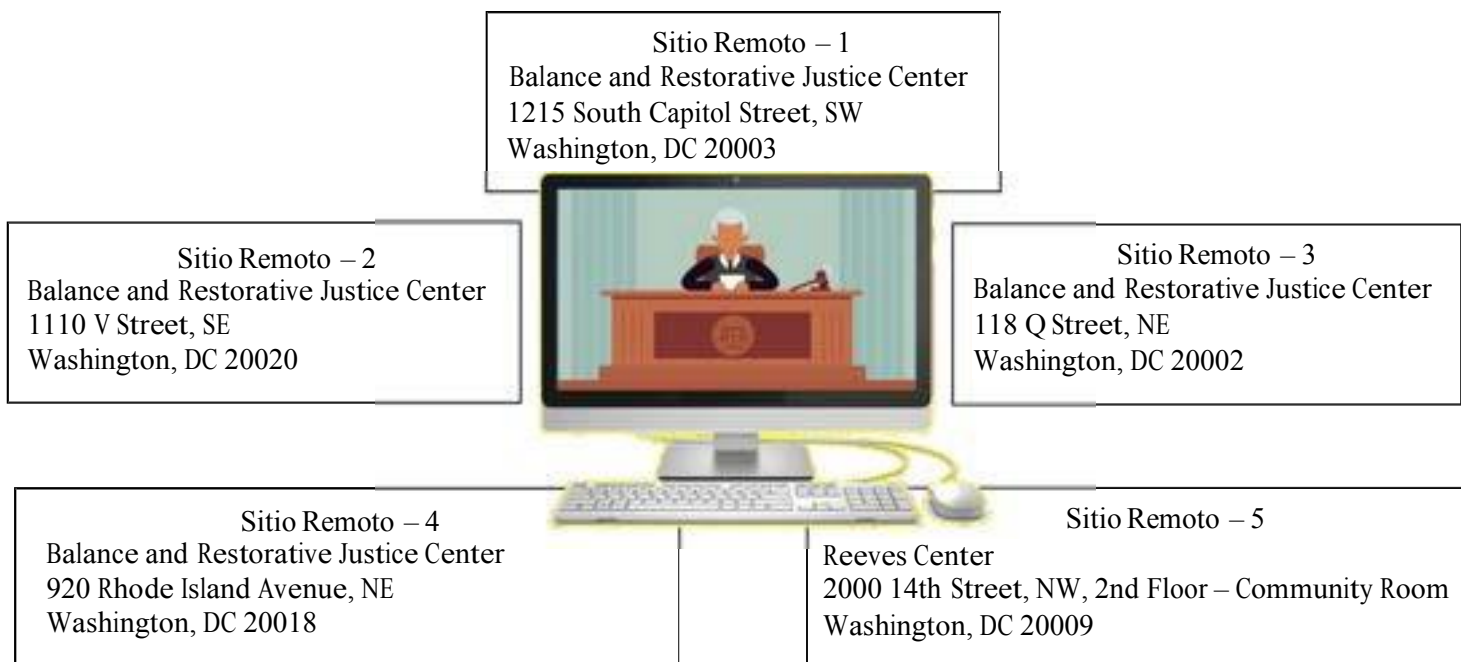 Sitio Remoto – 1
Balance and Restorative Justice Center
1215 South Capitol Street, SW
Washington, DC 20003
Sitio Remoto – 2
Balance and Restorative Justice Center
1110 V Street, SE
Washington, DC 20020
Sitio Remoto – 3
Balance and Restorative Justice Center
118 Q Street, NE
Washington, DC 20002
Sitio Remoto – 4
Balance and Restorative Justice Center
920 Rhode Island Avenue, NE
Washington, DC 20018
Sitio Remoto – 5
Reeves Center
2000 14th Street, NW, 2nd Floor – Community Room
Washington, DC 20009